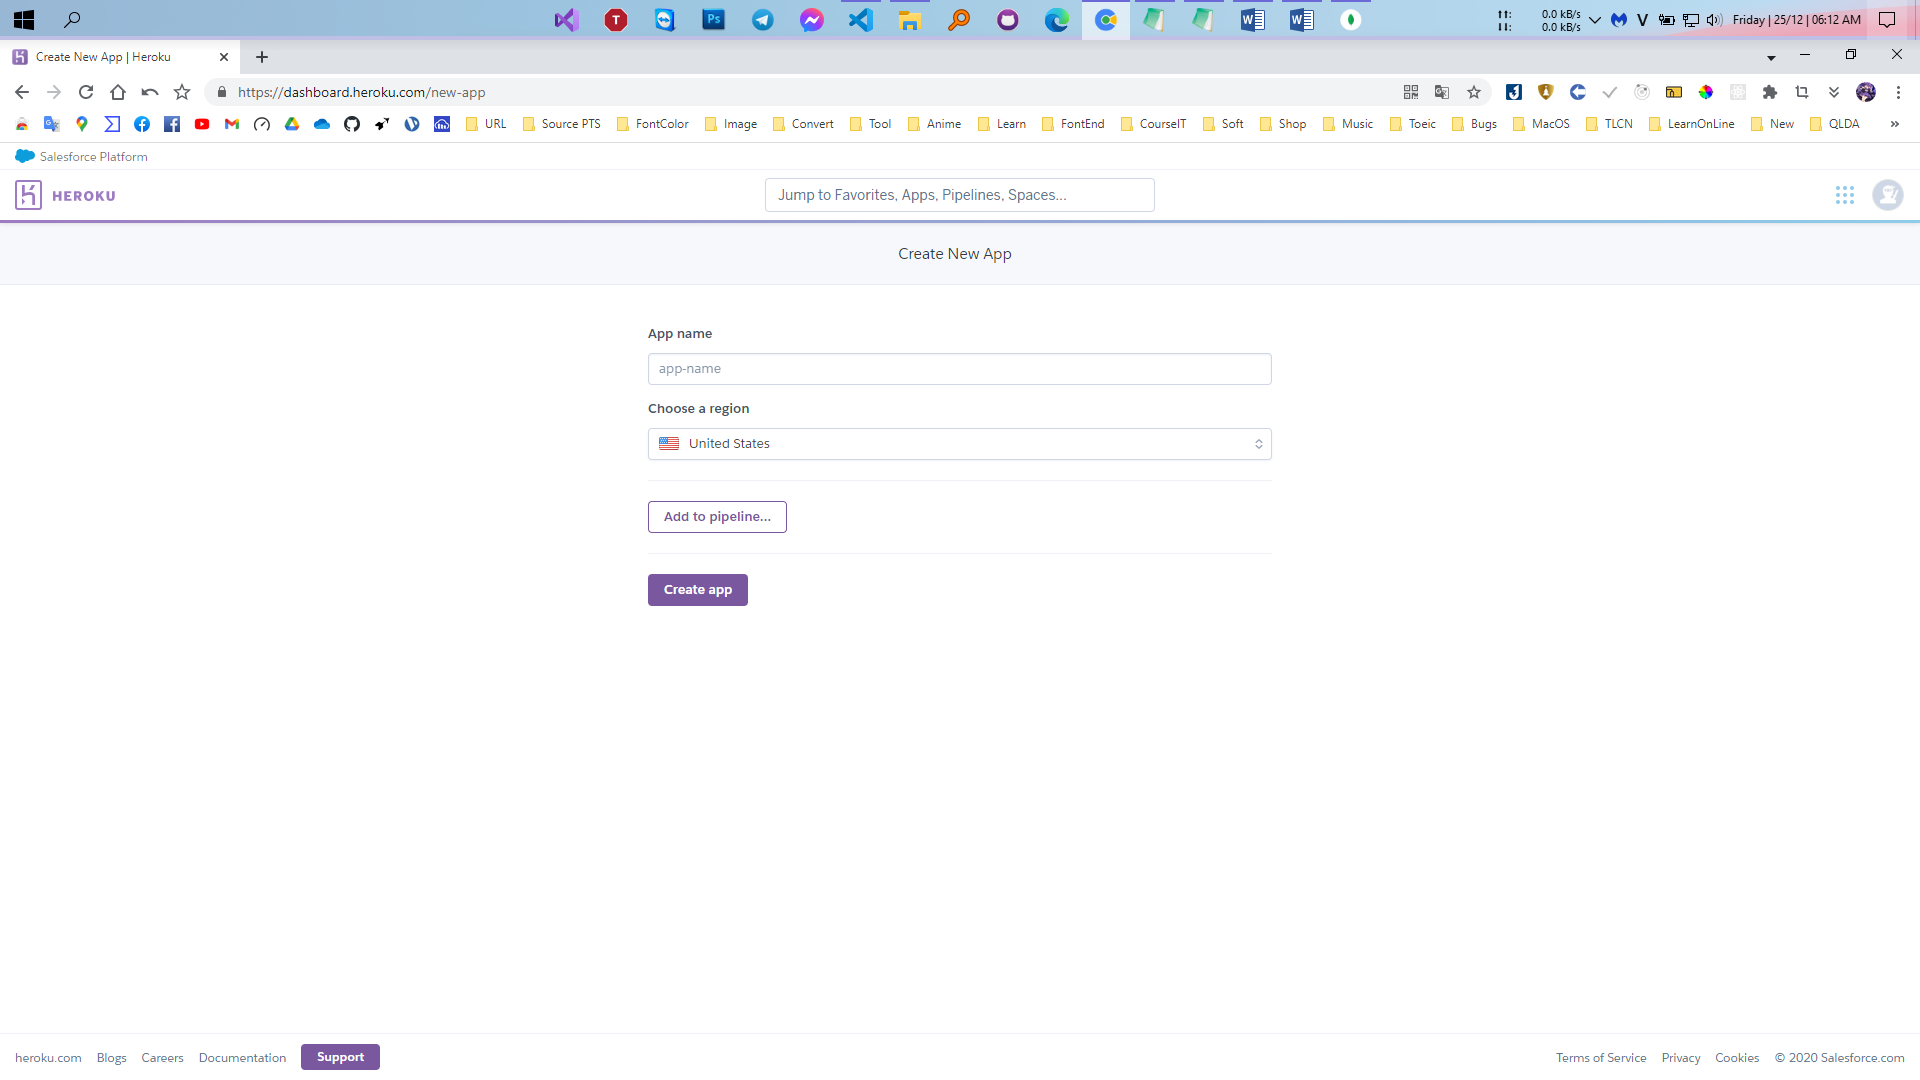 0.0 kB/s
0.0 kB/s
Friday | 25/12 | 06:12 AM
Create New App | Heroku
https://dashboard.heroku.com/new-app
URL Source PTS FontColor Image Convert Tool Anime Learn FontEnd CourseIT Soft Shop Music Toeic Bugs MacOS TLCN LearnOnLine New QLDA
Salesforce Platform
HEROKU
Jump to Favorites, Apps, Pipelines, Spaces...
Create New App
App name
app-name
Choose a region
United States
Add to pipeline...
Create app
heroku.com Blogs Careers Documentation Support
Terms of Service Privacy Cookies © 2020 Salesforce.com